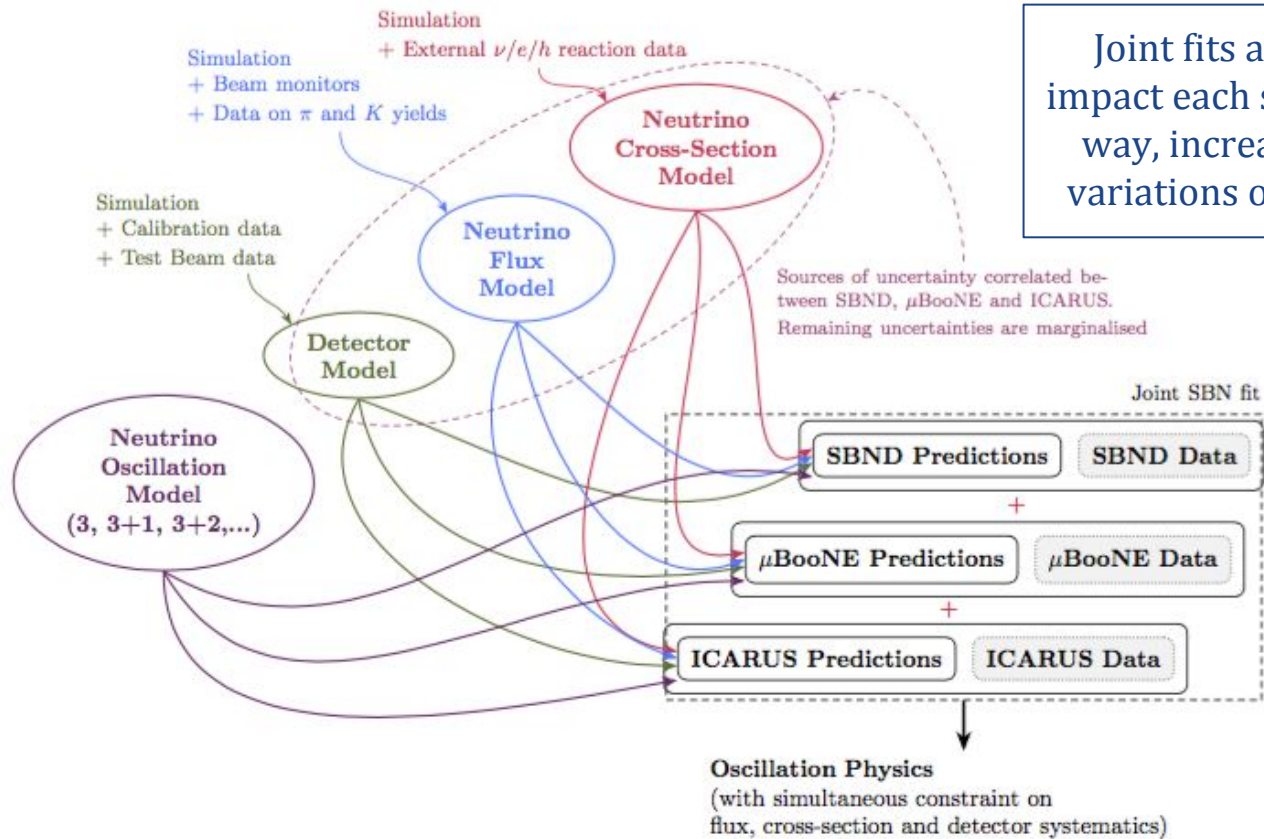 Simulation
+ External ν/e/h reaction data
Simulation
+ Beam monitors
+ Data on π and K yields
Simulation
+ Calibration data
+ Test Beam data
Neutrino
Cross-Section
Model
Neutrino
Flux
Model
Detector
Model
Neutrino
Oscillation
Model
(3, 3+1, 3+2,...)
Joint fits a
impact each s
way, increa
variations o
Sources of uncertainty correlated be-
tween SBND, μBooNE and ICARUS.
Remaining uncertainties are marginalised
Joint SBN fit
SBND Predictions SBND Data
+
μBooNE Predictions μBooNE Data
+
ICARUS Predictions ICARUS Data
Oscillation Physics
(with simultaneous constraint on
flux, cross-section and detector systematics)